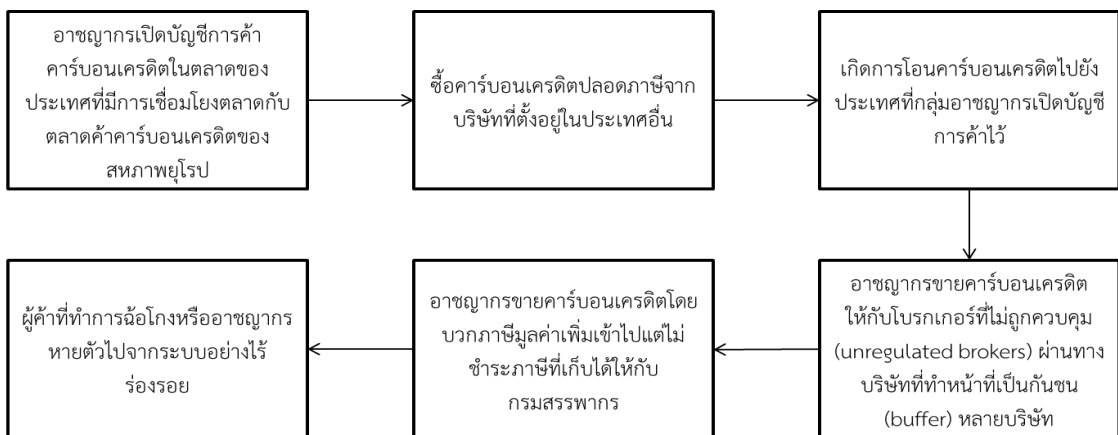 อาชญากรเปิดบัญชีการค้า
คาร์บอนเครดิตในตลาดของ
ประเทศที่มีการเชื่อมโยงตลาดกับ
ตลาดค้าคาร์บอนเครดิตของ
สหภาพยุโรป
ซื้อคาร์บอนเครดิตปลอดภาษีจาก
บริษัทที่ตั้งอยู่ในประเทศอื่น
เกิดการโอนคาร์บอนเครดิตไปยัง
ประเทศที่กลุ่มอาชญากรเปิดบัญชี
การค้าไว้
อาชญากรขายคาร์บอนเครดิต
ให้กับโบรกเกอร์ที่ไม่ถูกควบคุม
(unregulated brokers) ผ่านทาง
บริษัทที่ทำหน้าที่เป็นกันชน
(buffer) หลายบริษัท
อาชญากรขายคาร์บอนเครดิตโดย
บวกภาษีมูลค่าเพิ่มเข้าไปแต่ไม่
ชำระภาษีที่เก็บได้ให้กับ
กรมสรรพากร
ผู้ค้าที่ทำการฉ้อโกงหรืออาชญากร
หายตัวไปจากระบบอย่างไร้
ร่องรอย